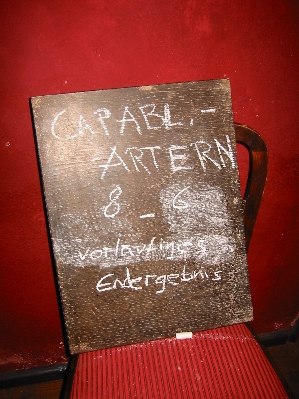 CAPABL.-
ARTERN
8 - 6
vorläufiges
Endergebnis